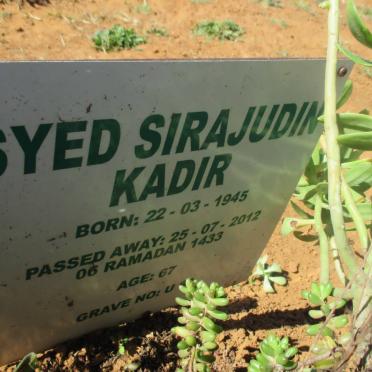 SYED SIRAJUDIN
KADIR
BORN: 22 - 03 - 1945
PASSED AWAY: 25 - 07 - 2012
06 RAMADAN 1433
AGE: 67
GRAVE NO: U